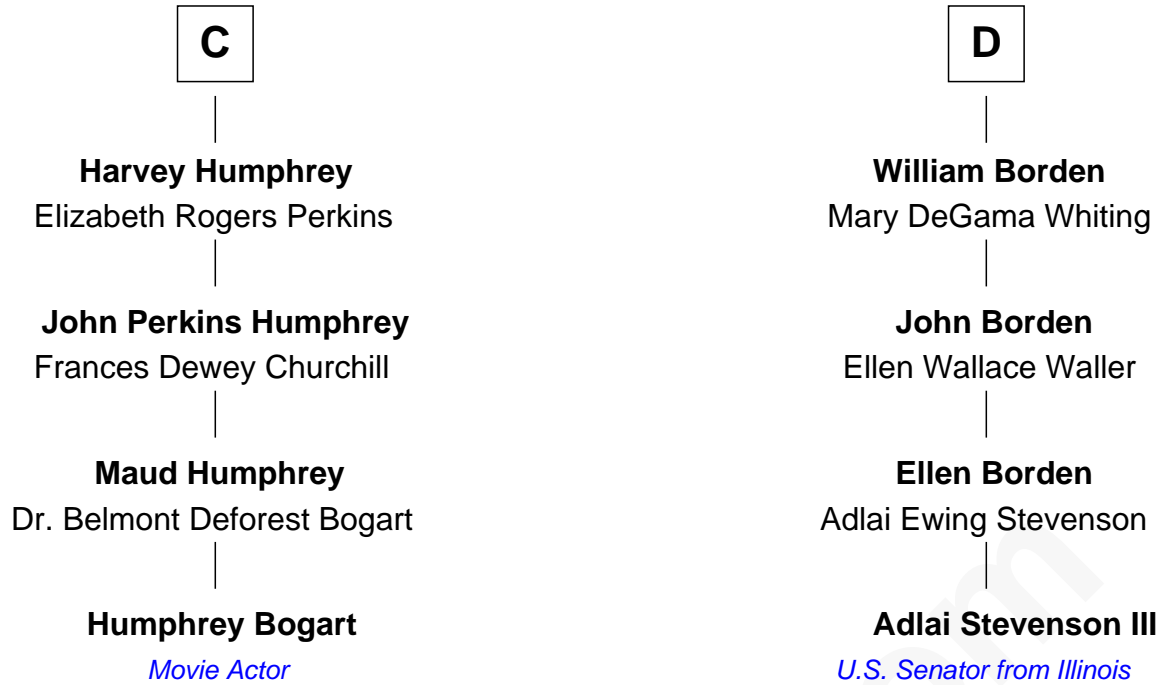 C
Harvey Humphrey
Elizabeth Rogers Perkins
John Perkins Humphrey
Frances Dewey Churchill
Maud Humphrey
Dr. Belmont Deforest Bogart
Humphrey Bogart
Movie Actor
D
William Borden
Mary DeGama Whiting
John Borden
Ellen Wallace Waller
Ellen Borden
Adlai Ewing Stevenson
Adlai Stevenson III
U.S. Senator from Illinois
om